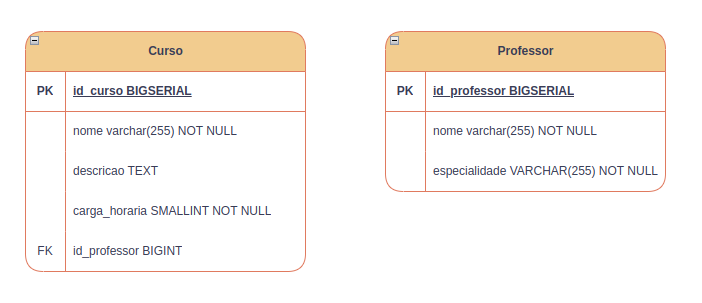 Curso
PK id_curso BIGSERIAL
nome varchar(255) NOT NULL
descricao TEXT
carga_horaria SMALLINT NOT NULL
FK id_professor BIGINT
Professor
PK id_professor BIGSERIAL
nome varchar(255) NOT NULL
especialidade VARCHAR(255) NOT NULL